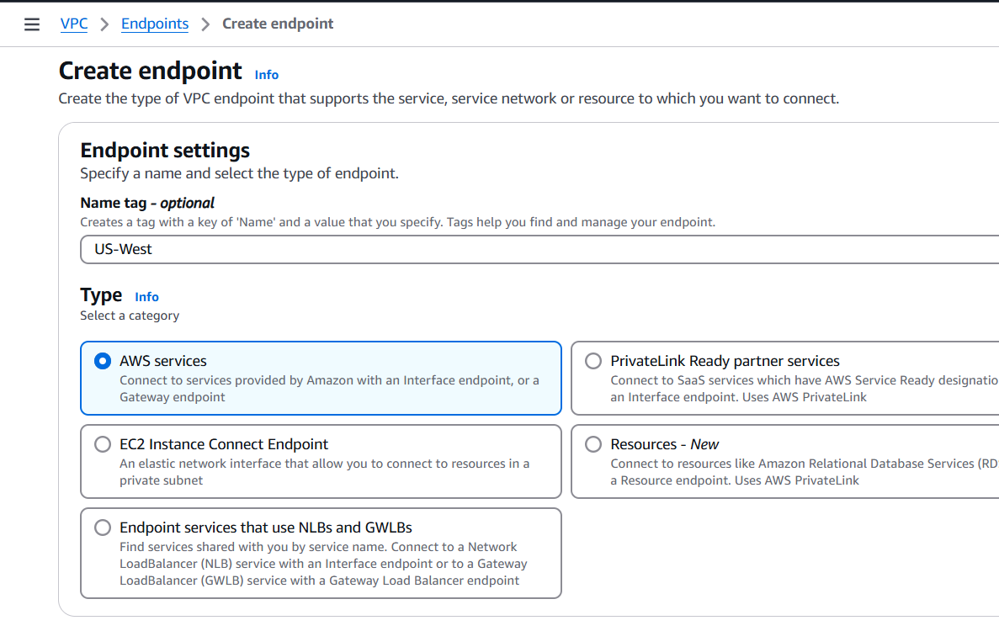 VPC > Endpoints > Create endpoint
Create endpoint Info
Create the type of VPC endpoint that supports the service, service network or resource to which you want to connect.
Endpoint settings
Specify a name and select the type of endpoint.
Name tag - optional
Creates a tag with a key of 'Name' and a value that you specify. Tags help you find and manage your endpoint.
US-West
Type Info
Select a category
AWS services
Connect to services provided by Amazon with an Interface endpoint, or a
Gateway endpoint
PrivateLink Ready partner services
Connect to SaaS services which have AWS Service Ready designatio
an Interface endpoint. Uses AWS PrivateLink
EC2 Instance Connect Endpoint
An elastic network interface that allow you to connect to resources in a
private subnet
Resources - New
Connect to resources like Amazon Relational Database Services (RD
a Resource endpoint. Uses AWS PrivateLink
Endpoint services that use NLBs and GWLBs
Find services shared with you by service name. Connect to a Network
LoadBalancer (NLB) service with an Interface endpoint or to a Gateway
LoadBalancer (GWLB) service with a Gateway Load Balancer endpoint